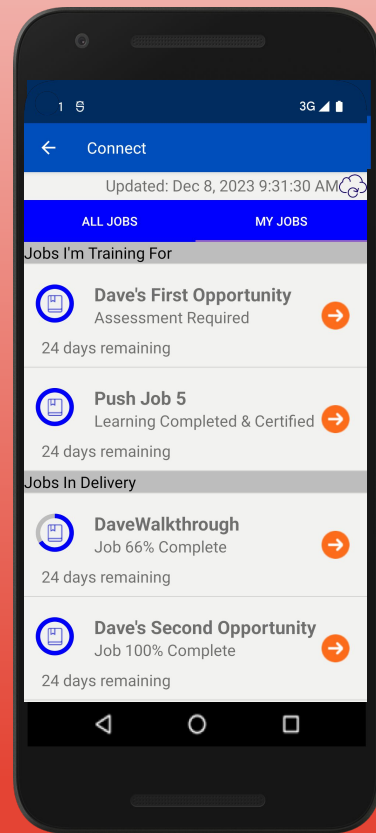 1 3G
Connect
Updated: Dec 8, 2023 9:31:30 AM
ALL JOBS MY JOBS
Jobs I'm Training For
Dave's First Opportunity
Assessment Required
24 days remaining
Push Job 5
Learning Completed & Certified
24 days remaining
Jobs In Delivery
DaveWalkthrough
Job 66% Complete
24 days remaining
Dave's Second Opportunity
Job 100% Complete
24 days remaining